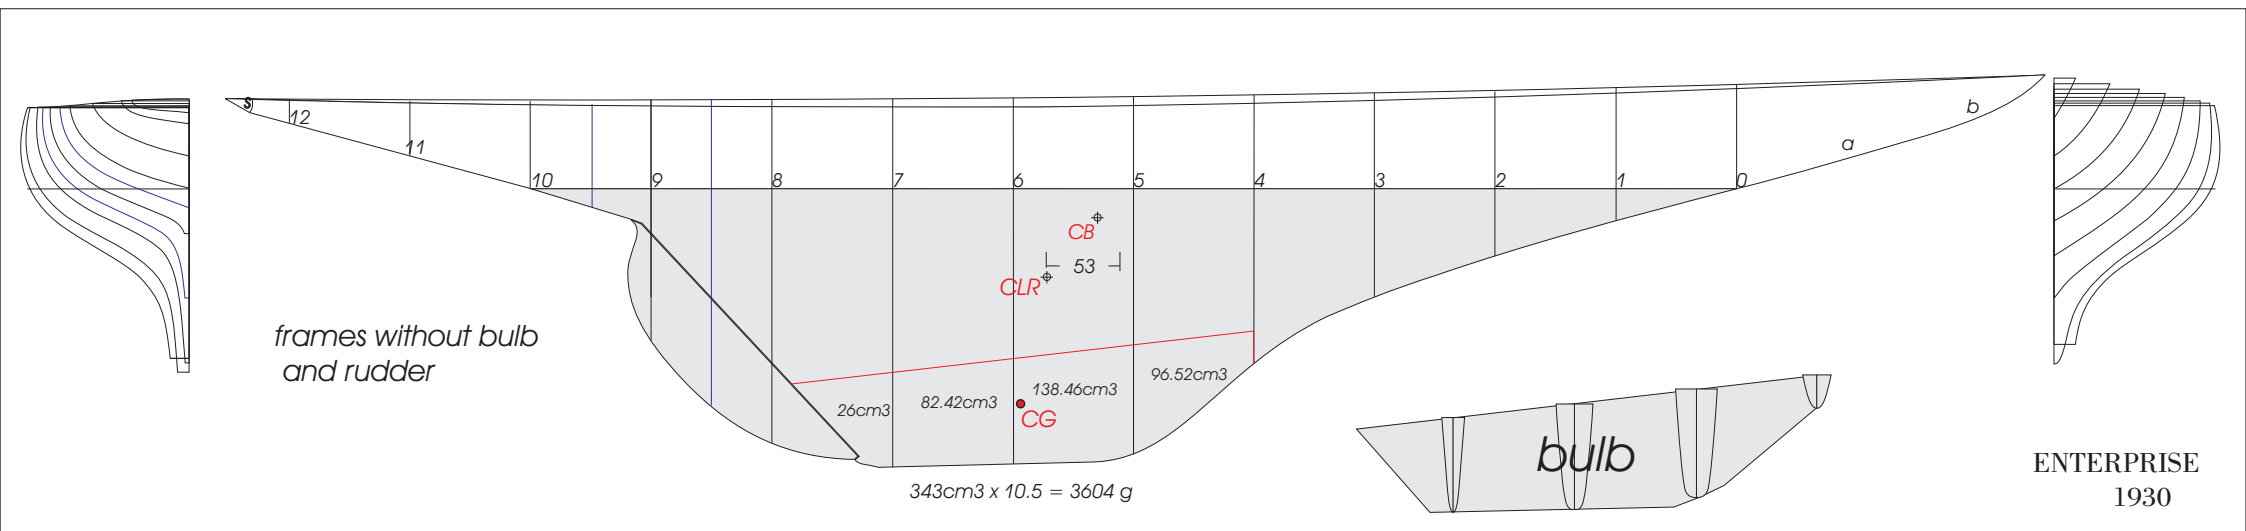 S
12
11
10
9
8
7
6
5
4
3
2
1
0
a
b
CB
53
CLR
frames without bulb
and rudder
26cm3
82.42cm3
138.46cm3
96.52cm3
CG
343cm3 x 10.5 = 3604 g
bulb
ENTERPRISE
1930